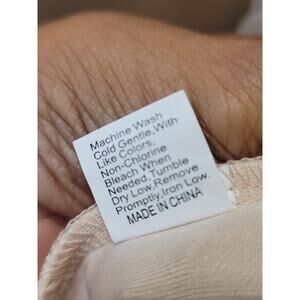 Machine Wash
Cold Gentle,With
Like Colors,
Non-Chlorine
Bleach When
Needed,Tumble
Dry Low,Remove
Promptly,Iron Low.
MADE IN CHINA